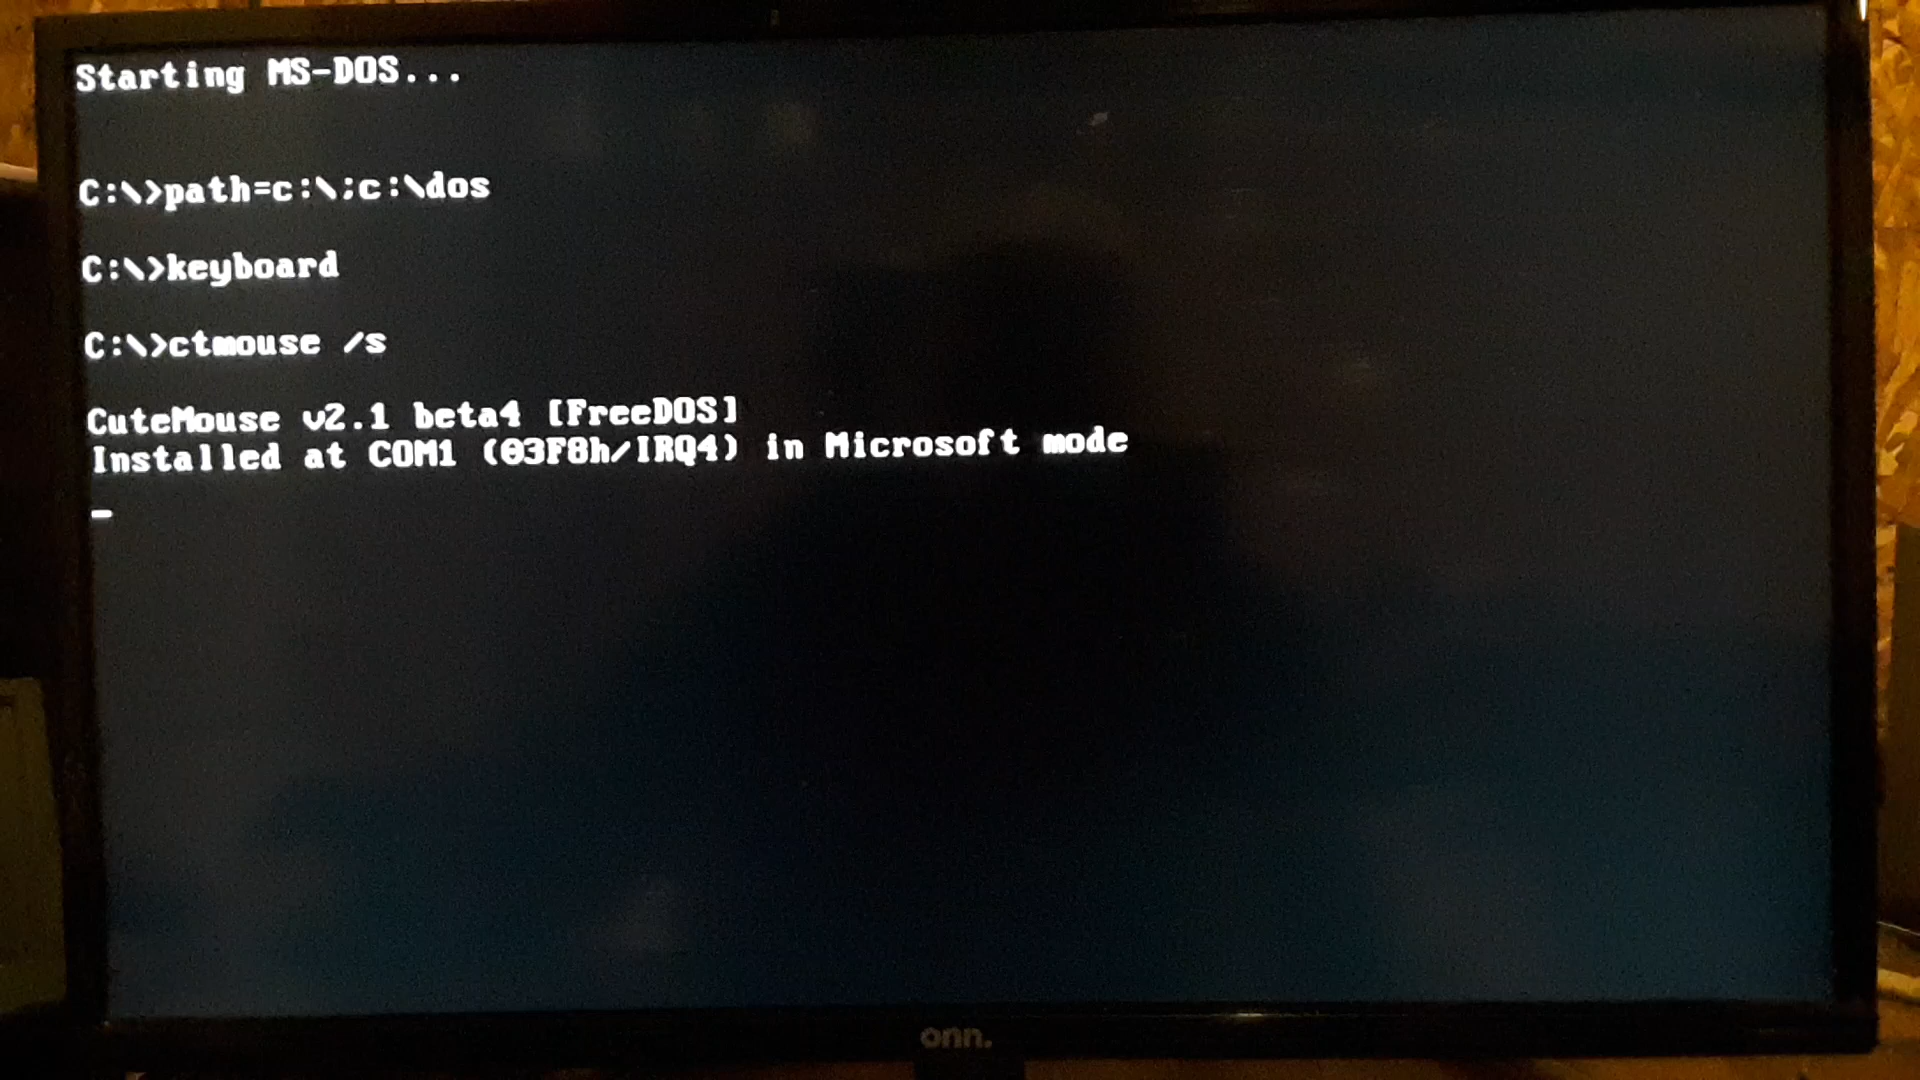 Starting MS-DOS...
C:\>path=c:\;c:\dos
C:\>keyboard
C:\>ctmouse /s
CuteMouse v2.1 beta4 [FreeDOS]
Installed at COM1 (03F8h/IRQ4) in Microsoft mode
onn.